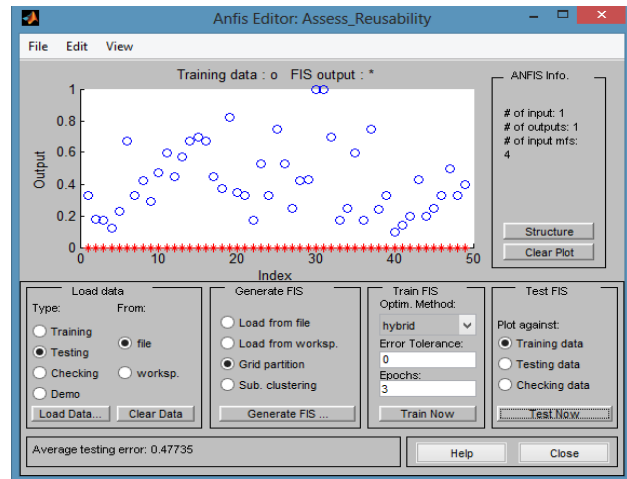 Anfis Editor: Assess_Reusability
File Edit View
Training data : o FIS output : *
1
0.8
0.6
0.4
0.2
0
Output
0 10 20 30 40 50
Index
ANFIS Info.
# of input: 1
# of outputs: 1
# of input mfs:
4
Structure
Clear Plot
Load data
Type: From:
Training
Testing
Checking
Demo
file
worksp.
Load Data... Clear Data
Generate FIS
Load from file
Load from worksp.
Grid partition
Sub. clustering
Generate FIS ...
Train FIS
Optim. Method:
hybrid
Error Tolerance:
0
Epochs:
3
Train Now
Test FIS
Plot against:
Training data
Testing data
Checking data
Test Now
Average testing error: 0.47735
Help Close